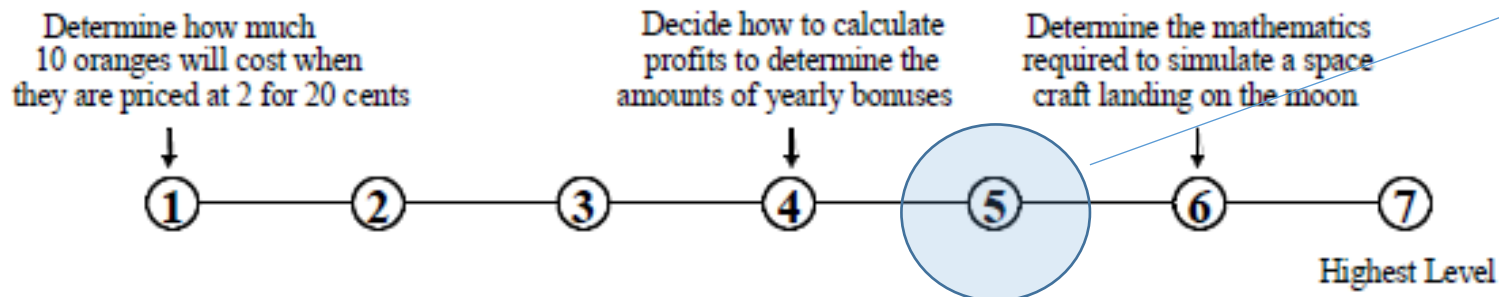 Determine how much
10 oranges will cost when
they are priced at 2 for 20 cents
Decide how to calculate
profits to determine the
amounts of yearly bonuses
Determine the mathematics
required to simulate a space
craft landing on the moon
1 2 3 4 5 6 7
Highest Level